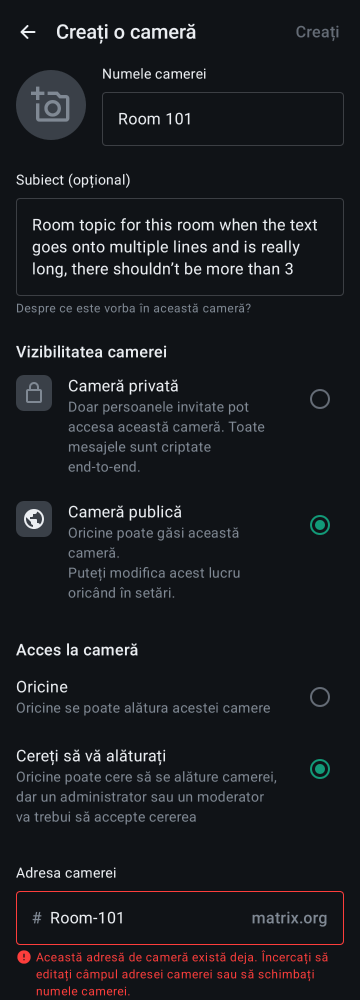 Creați o cameră
Creați
Numele camerei
Room 101
Subiect (opțional)
Room topic for this room when the text
goes onto multiple lines and is really
long, there shouldn’t be more than 3
Despre ce este vorba în această cameră?
Vizibilitatea camerei
Cameră privată
Doar persoanele invitate pot
accesa această cameră. Toate
mesajele sunt criptate
end-to-end.
Cameră publică
Oricine poate găsi această
cameră.
Puteți modifica acest lucru
oricând în setări.
Acces la cameră
Oricine
Oricine se poate alătura acestei camere
Cereți să vă alăturați
Oricine poate cere să se alăture camerei,
dar un administrator sau un moderator
va trebui să accepte cererea
Adresa camerei
# Room-101 matrix.org
Această adresă de cameră există deja. Încercați să
editați câmpul adresei camerei sau să schimbați
numele camerei.